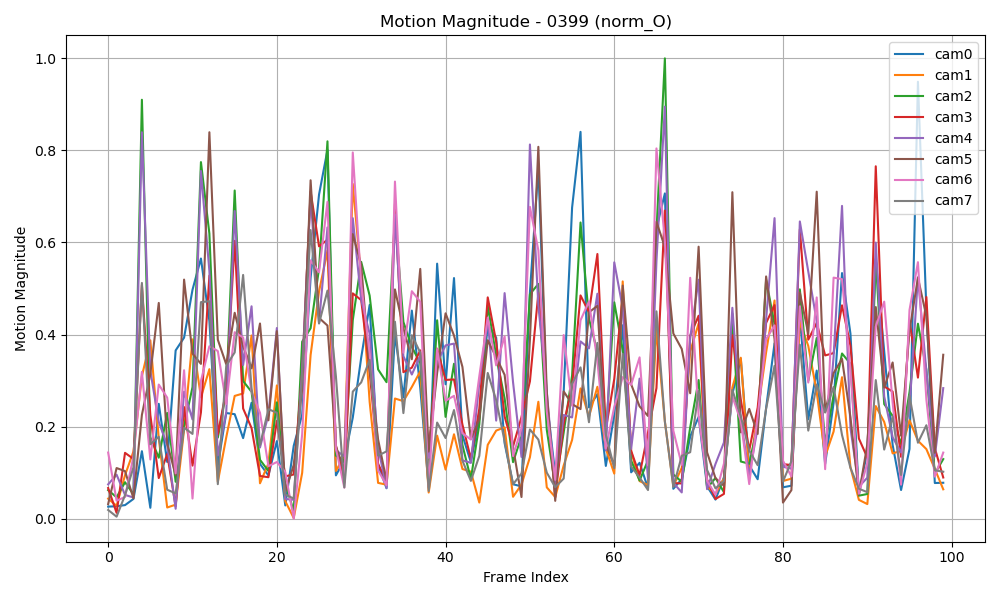 Motion Magnitude - 0399 (norm_O)
1.0
0.8
0.6
0.4
0.2
0.0
Motion Magnitude
0
20
40
60
80
100
Frame Index
cam0
cam1
cam2
cam3
cam4
cam5
cam6
cam7